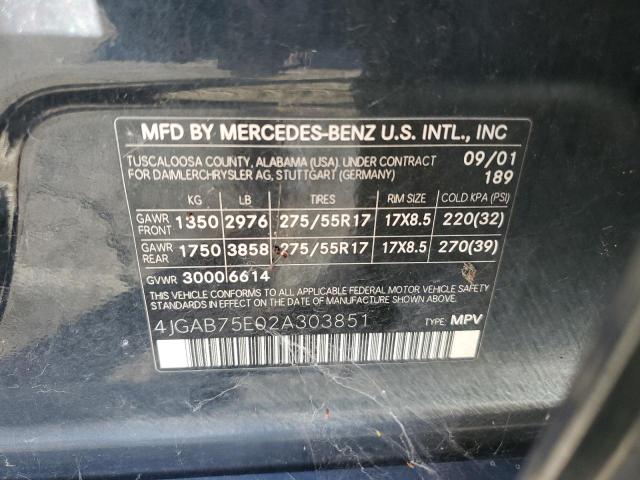 MFD BY MERCEDES-BENZ U.S. INTL., INC
TUSCALOOSA COUNTY, ALABAMA (USA). UNDER CONTRACT 09/01
FOR DAIMLERCHRYSLER AG, STUTTGART (GERMANY) 189
KG LB TIRES RIM SIZE COLD KPA (PSI)
GAWR FRONT 1350 2976 275/55R17 17X8.5 220(32)
GAWR REAR 1750 3858 275/55R17 17X8.5 270(39)
GVWR 3000 6614
THIS VEHICLE CONFORMS TO ALL APPLICABLE FEDERAL MOTOR VEHICLE SAFETY
STANDARDS IN EFFECT ON THE DATE OF MANUFACTURE SHOWN ABOVE.
4JGAB75E02A303851 TYPE: MPV